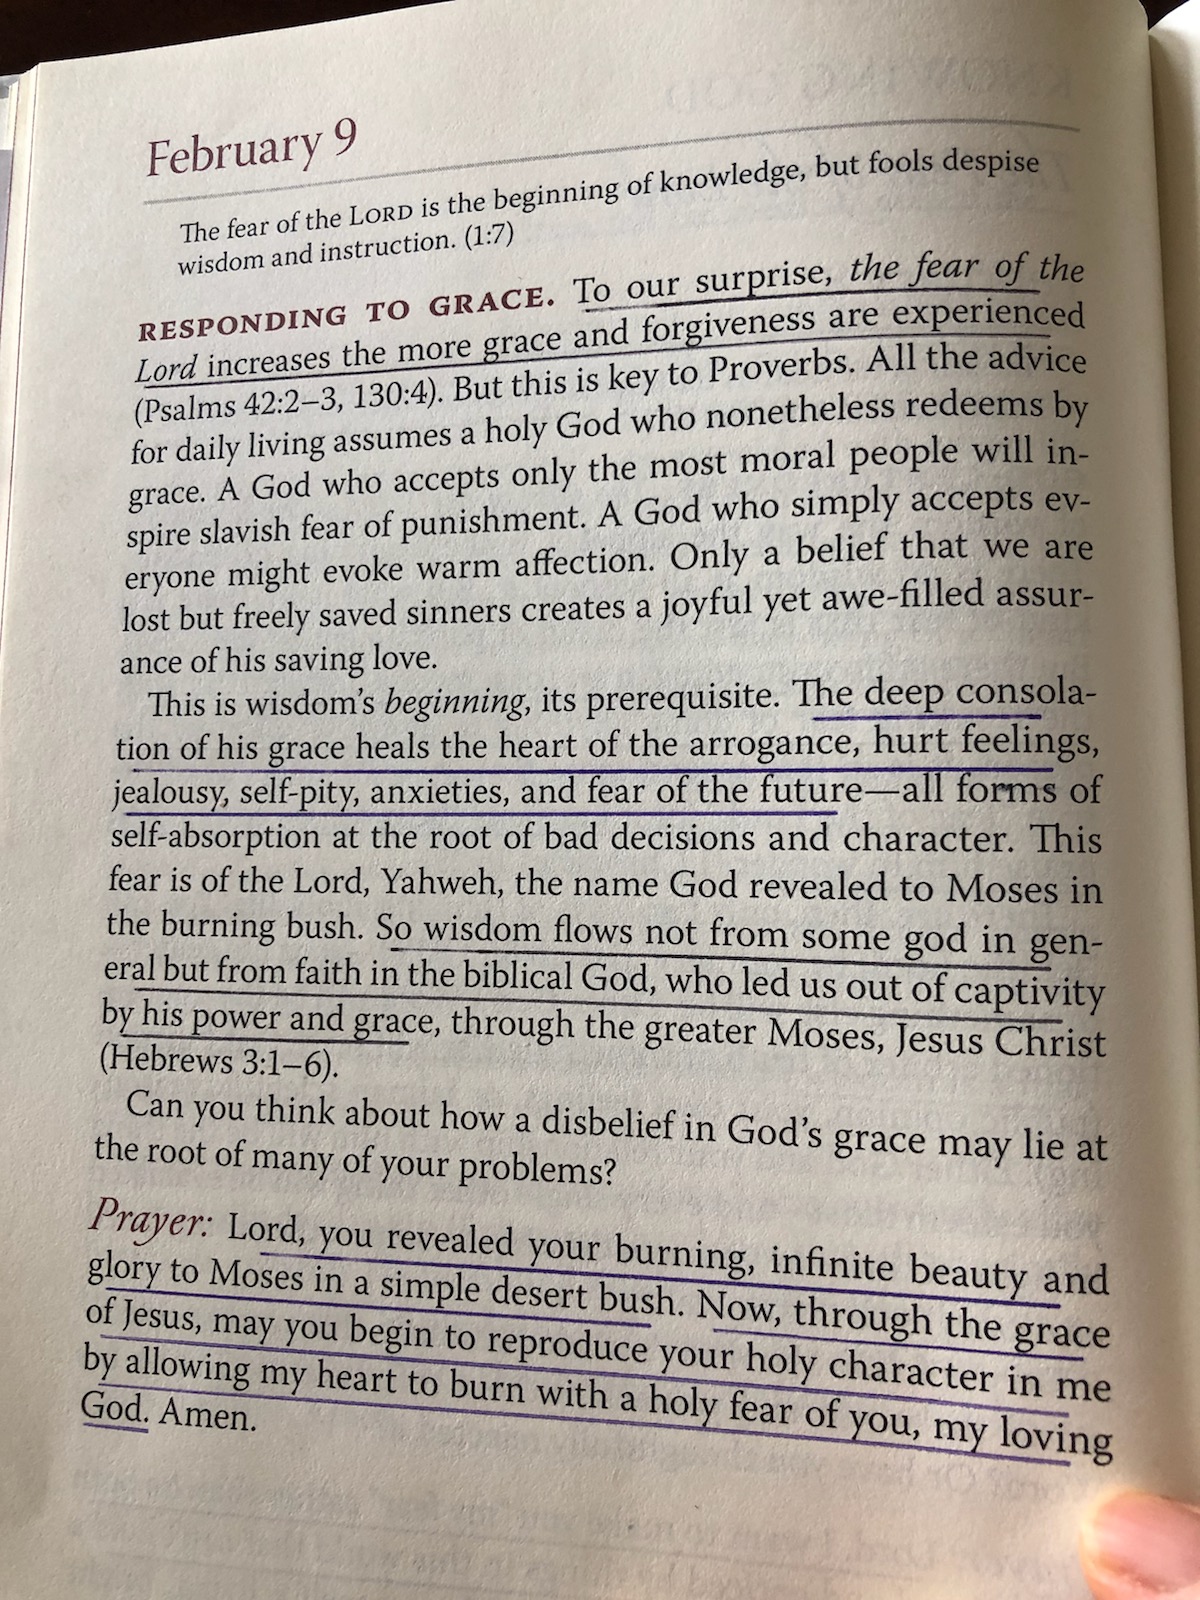 February 9
The fear of the LORD is the beginning of knowledge, but fools despise
wisdom and instruction. (1:7)
RESPONDING TO GRACE. To our surprise, the fear of the
Lord increases the more grace and forgiveness are experienced
(Psalms 42:2–3, 130:4). But this is key to Proverbs. All the advice
for daily living assumes a holy God who nonetheless redeems by
grace. A God who accepts only the most moral people will in-
spire slavish fear of punishment. A God who simply accepts ev-
eryone might evoke warm affection. Only a belief that we are
lost but freely saved sinners creates a joyful yet awe-filled assur-
ance of his saving love.
This is wisdom's beginning, its prerequisite. The deep consola-
tion of his grace heals the heart of the arrogance, hurt feelings,
jealousy, self-pity, anxieties, and fear of the future—all forms of
self-absorption at the root of bad decisions and character. This
fear is of the Lord, Yahweh, the name God revealed to Moses in
the burning bush. So wisdom flows not from some god in gen-
eral but from faith in the biblical God, who led us out of captivity
by his power and grace, through the greater Moses, Jesus Christ
(Hebrews 3:1–6).
Can you think about how a disbelief in God's grace may lie at
the root of many of your problems?
Prayer: Lord, you revealed your burning, infinite beauty and
glory to Moses in a simple desert bush. Now, through the grace
of Jesus, may you begin to reproduce your holy character in me
by allowing my heart to burn with a holy fear of you, my loving
God. Amen.